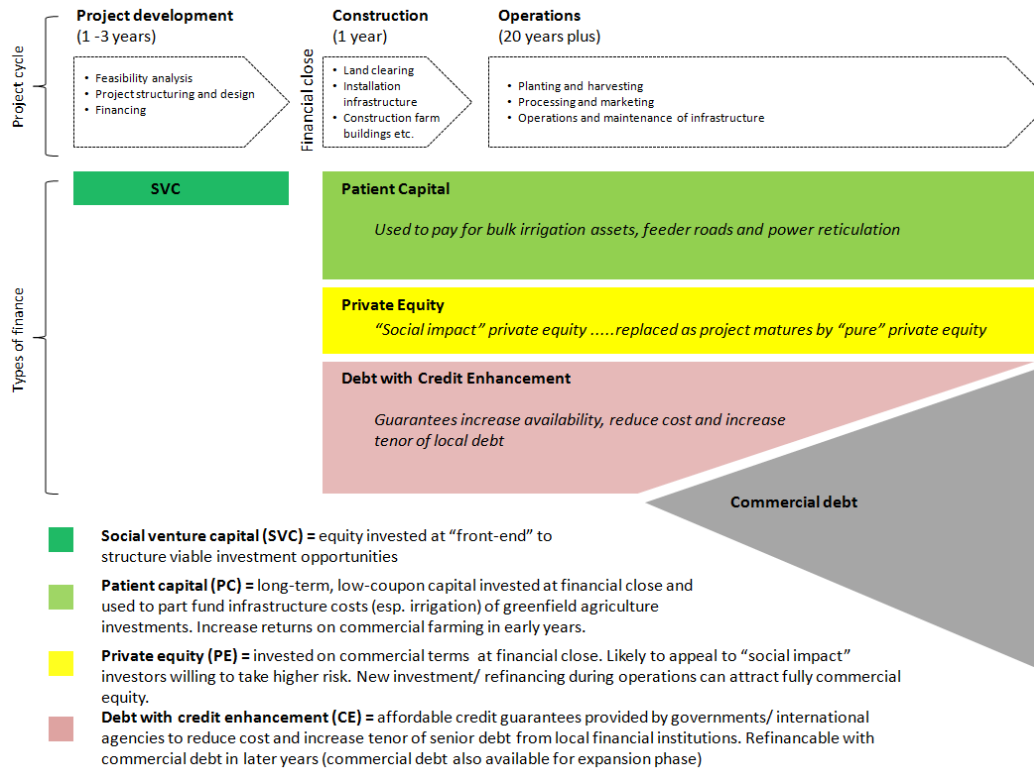 Project cycle
Project development
(1 -3 years)
• Feasibility analysis
• Project structuring and design
• Financing
Financial close
Construction
(1 year)
• Land clearing
• Installation
infrastructure
• Construction farm
buildings etc.
Operations
(20 years plus)
• Planting and harvesting
• Processing and marketing
• Operations and maintenance of infrastructure
Types of finance
SVC
Patient Capital
Used to pay for bulk irrigation assets, feeder roads and power reticulation
Private Equity
“Social impact” private equity .....replaced as project matures by “pure” private equity
Debt with Credit Enhancement
Guarantees increase availability, reduce cost and increase
tenor of local debt
Commercial debt
Social venture capital (SVC) = equity invested at “front-end” to
structure viable investment opportunities
Patient capital (PC) = long-term, low-coupon capital invested at financial close and
used to part fund infrastructure costs (esp. irrigation) of greenfield agriculture
investments. Increase returns on commercial farming in early years.
Private equity (PE) = invested on commercial terms at financial close. Likely to appeal to “social impact”
investors willing to take higher risk. New investment/ refinancing during operations can attract fully commercial
equity.
Debt with credit enhancement (CE) = affordable credit guarantees provided by governments/ international
agencies to reduce cost and increase tenor of senior debt from local financial institutions. Refinancable with
commercial debt in later years (commercial debt also available for expansion phase)